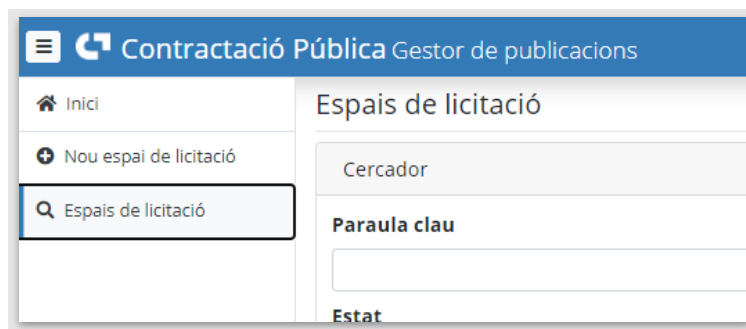 Contractació Pública Gestor de publicacions
Inici
Nou espai de licitació
Espais de licitació
Espais de licitació
Cercador
Paraula clau
Estat